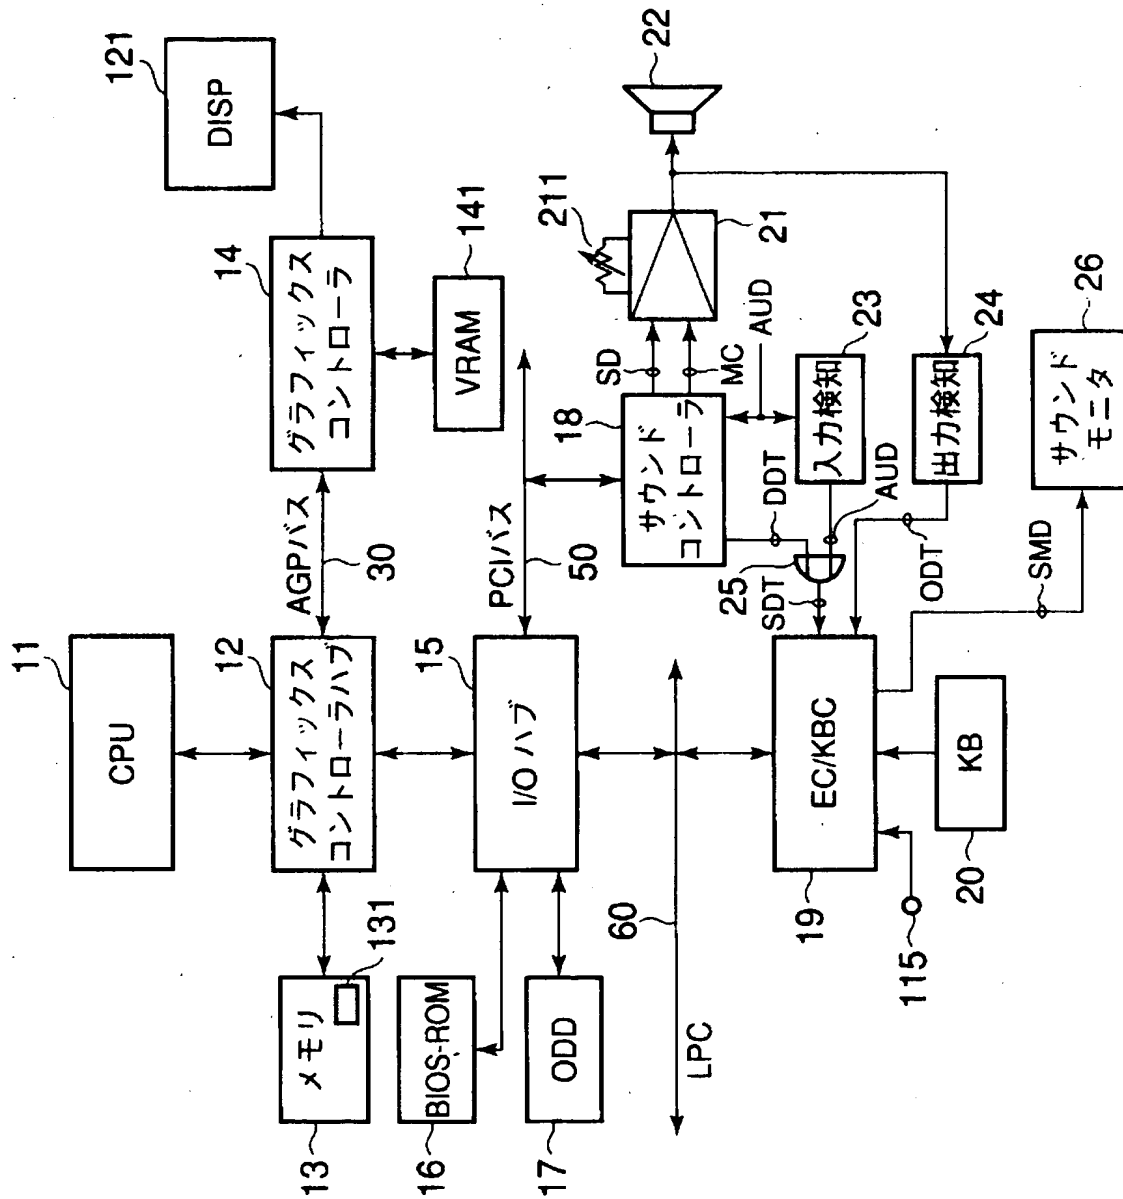 11
CPU
12
グラフィックス
コントローラハブ
13
メモリ
131
AGPバス
30
14
グラフィックス
コントローラ
121
DISP
VRAM
141
16
BIOS-ROM
17
ODD
15
I/Oハブ
PCIバス
50
18
サウンド
コントローラ
SD
MC
211
21
22
AUD
入力検知
23
出力検知
24
DDT
AUD
25
SDT
ODT
60
LPC
19
EC/KBC
115
20
KB
SMD
サウンド
モニタ
26